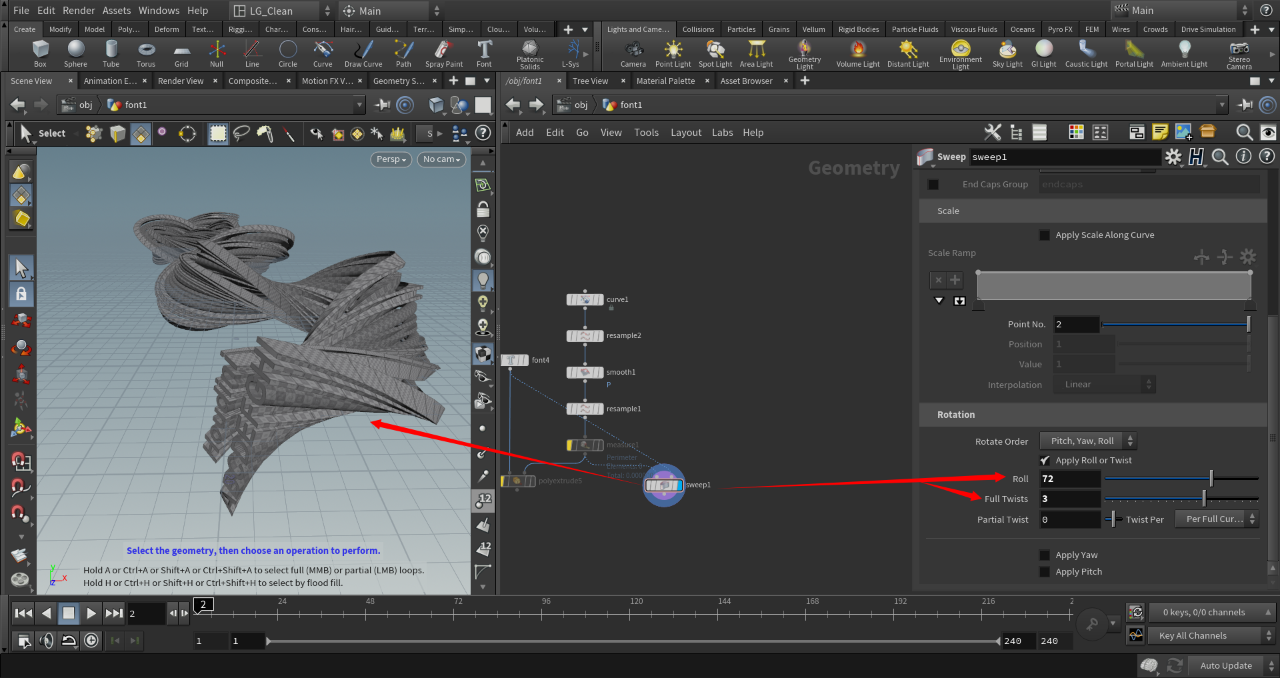 File Edit Render Assets Windows Help LG_Clean Main Main
Create Modify Model Poly... Deform Text... Riggi... Char... Cons... Hair... Guid... Terr... Simp... Clou... Volu...
Lights and Came... Collisions Particles Grains Vellum Rigid Bodies Particle Fluids Viscous Fluids Oceans Pyro FX FEM Wires Crowds Drive Simulation
Box Sphere Tube Torus Grid Null Line Circle Curve Draw Curve Path Spray Paint Font Platonic Solids L-Sys
Camera Point Light Spot Light Area Light Geometry Light Volume Light Distant Light Environment Light Sky Light GI Light Caustic Light Portal Light Ambient Light Stereo Camera
Scene View Animation E... Render View Composite... Motion FX V... Geometry S...
/obj/font1 Tree View Material Palette Asset Browser
obj font1
obj font1
Select S
Add Edit Go View Tools Layout Labs Help
Persp No cam
Geometry
Sweep sweep1
End Caps Group endcaps
Scale
Apply Scale Along Curve
Scale Ramp
Point No. 2
Position 1
Value 1
Interpolation Linear
Rotation
Rotate Order Pitch, Yaw, Roll
Apply Roll or Twist
Roll 72
Full Twists 3
Partial Twist 0 Twist Per Per Full Cur...
Apply Yaw
Apply Pitch
curve1
resample2
font4
smooth1
P
resample1
measure1
Perimeter
polyextrude5
sweep1
12
12
Select the geometry, then choose an operation to perform.
Hold A or Ctrl+A or Shift+A or Ctrl+Shift+A to select full (MMB) or partial (LMB) loops.
Hold H or Ctrl+H or Shift+H or Ctrl+Shift+H to select by flood fill.
y
z x
2 2 24 48 72 96 120 144 168 192 216 2
0 keys, 0/0 channels
1 1 240 240
Key All Channels
Auto Update